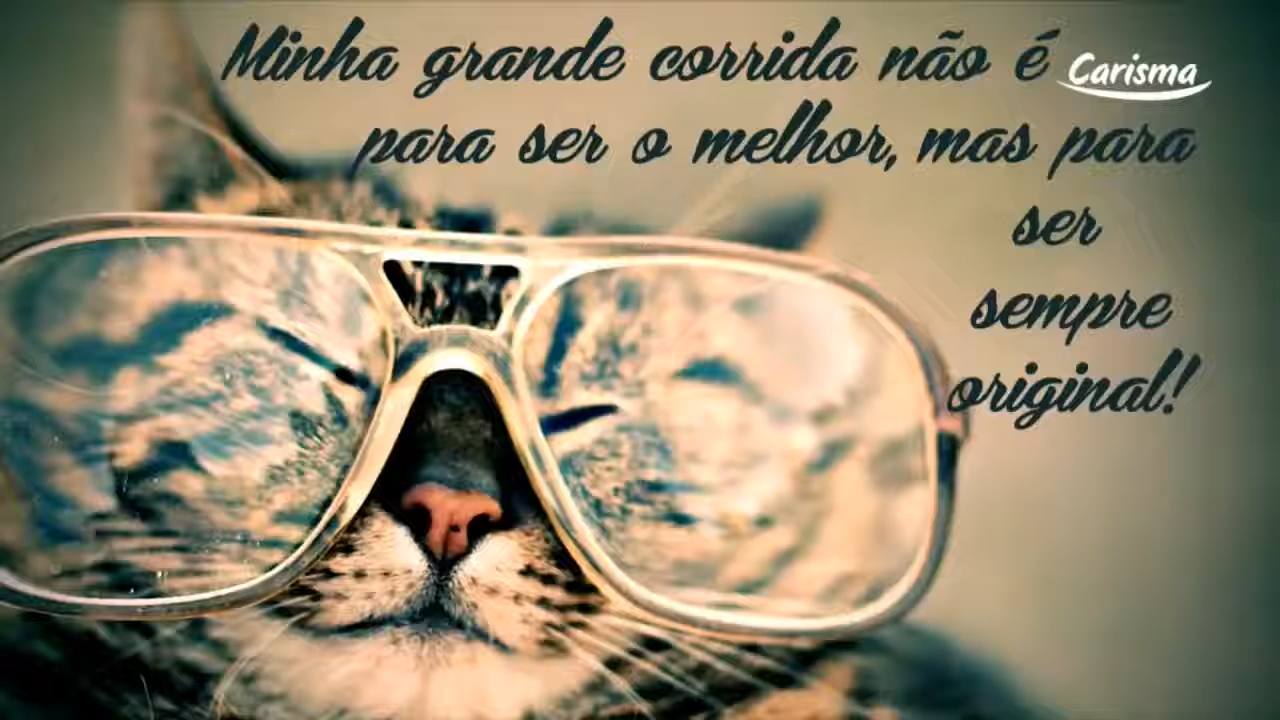 Minha grande corrida não é
Carisma
para ser o melhor, mas para
ser
sempre
original!